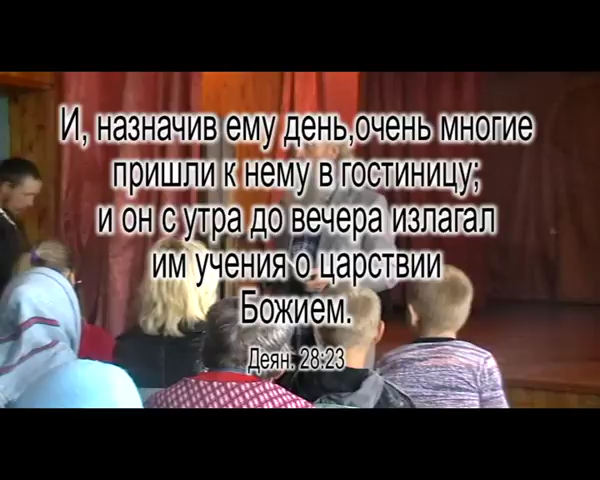 И, назначив ему день,очень многие
пришли к нему в гостиницу;
и он с утра до вечера излагал
им учения о царствии
Божием.
Деян. 28:23